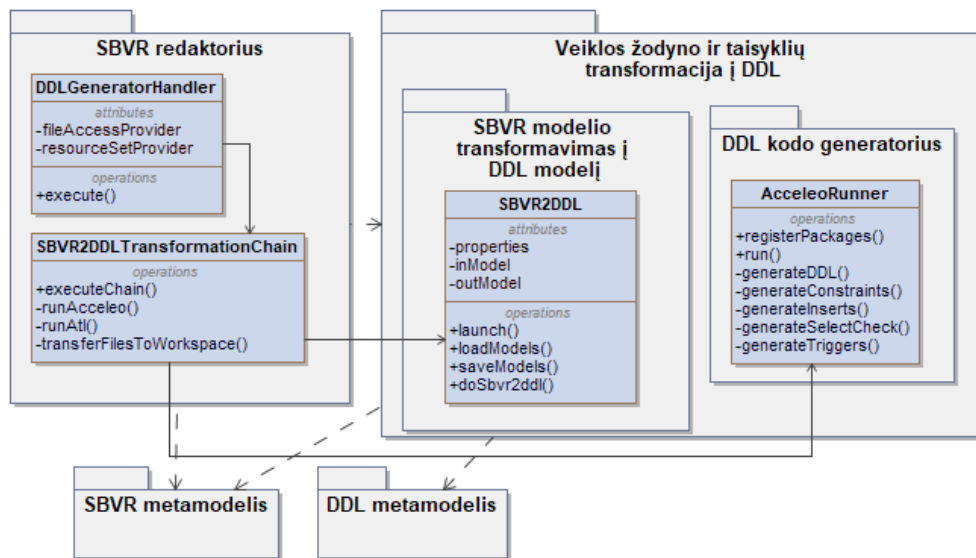 SBVR redaktorius
DDLGeneratorHandler
attributes
-fileAccessProvider
-resourceSetProvider
operations
+execute()
SBVR2DDLTransformationChain
operations
+executeChain()
-runAcceleo()
-runAtl()
-transferFilesToWorkspace()
Veiklos žodyno ir taisyklių
transformacija į DDL
SBVR modelio
transformavimas į
DDL modelį
SBVR2DDL
attributes
-properties
-inModel
-outModel
operations
+launch()
+loadModels()
+saveModels()
+doSbvr2ddl()
DDL kodo generatorius
AcceleoRunner
operations
+registerPackages()
+run()
-generateDDL()
-generateConstraints()
-generateInserts()
-generateSelectCheck()
-generateTriggers()
SBVR metamodelis
DDL metamodelis